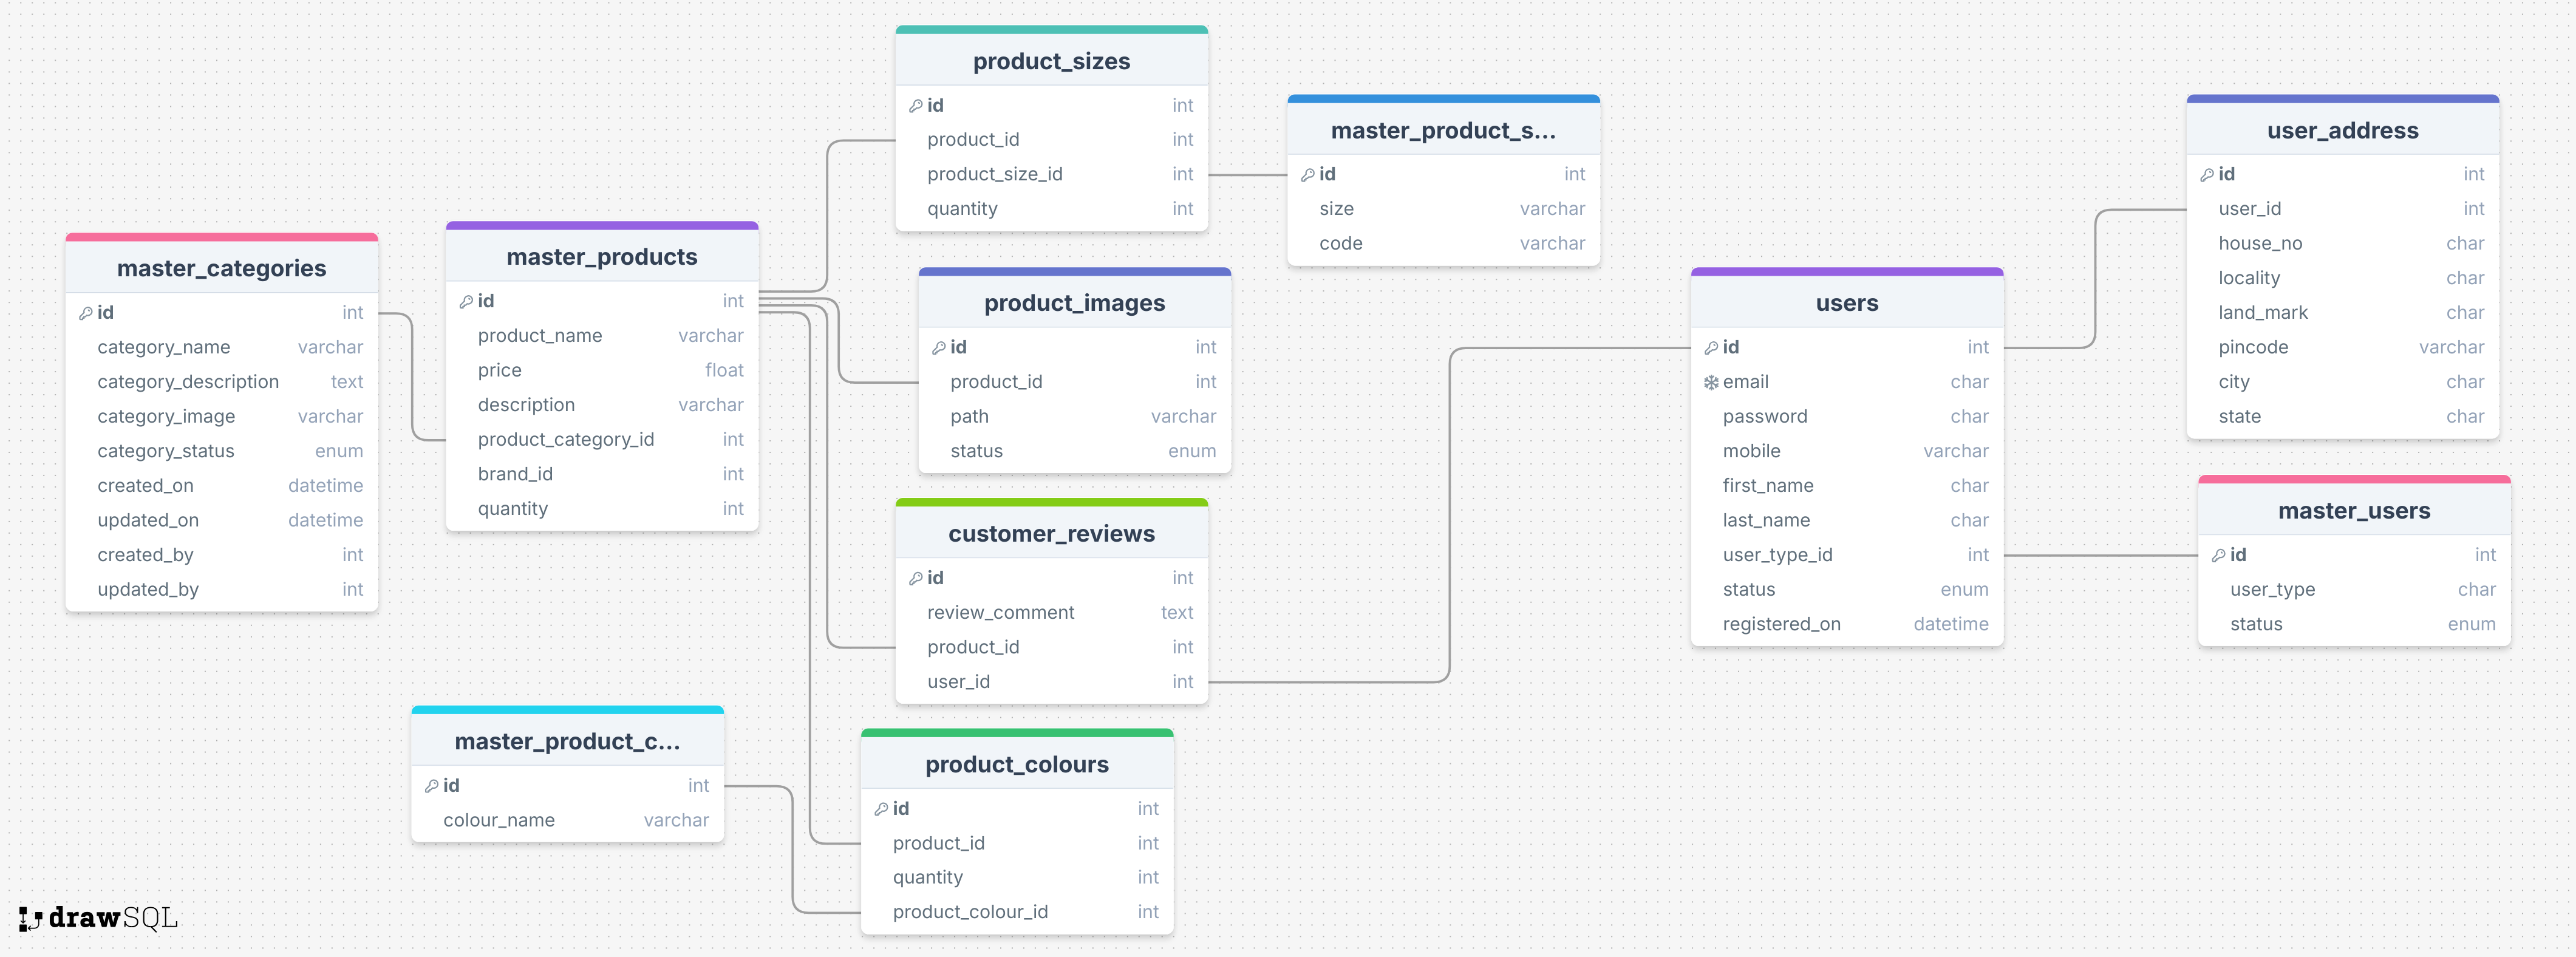 master_categories
id int
category_name varchar
category_description text
category_image varchar
category_status enum
created_on datetime
updated_on datetime
created_by int
updated_by int
master_products
id int
product_name varchar
price float
description varchar
product_category_id int
brand_id int
quantity int
product_sizes
id int
product_id int
product_size_id int
quantity int
master_product_s...
id int
size varchar
code varchar
product_images
id int
product_id int
path varchar
status enum
customer_reviews
id int
review_comment text
product_id int
user_id int
master_product_c...
id int
colour_name varchar
product_colours
id int
product_id int
quantity int
product_colour_id int
users
id int
email char
password char
mobile varchar
first_name char
last_name char
user_type_id int
status enum
registered_on datetime
user_address
id int
user_id int
house_no char
locality char
land_mark char
pincode varchar
city char
state char
master_users
id int
user_type char
status enum
drawSQL